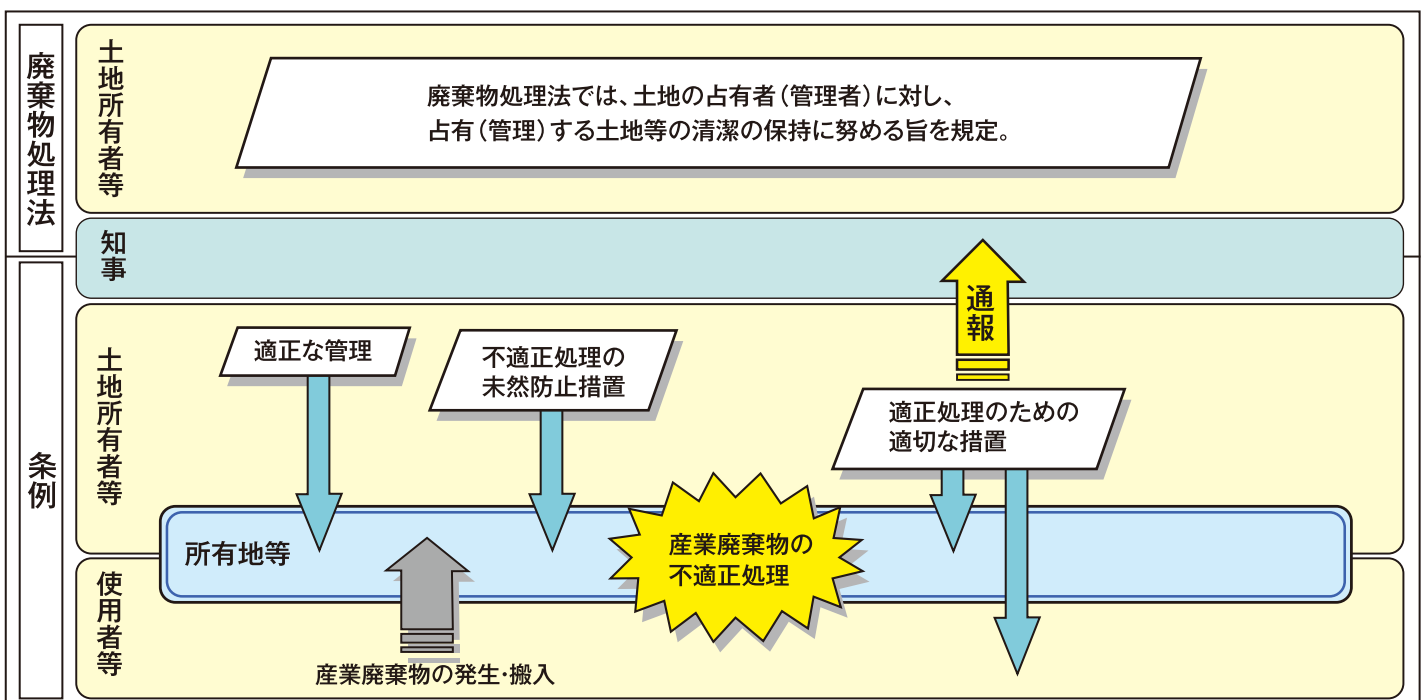 廃棄物処理法
土地所有者等
廃棄物処理法では、土地の占有者（管理者）に対し、
占有（管理）する土地等の清潔の保持に努める旨を規定。
知事
通報
条例
土地所有者等
適正な管理
不適正処理の
未然防止措置
適正処理のための
適切な措置
所有地等
産業廃棄物の
不適正処理
使用者等
産業廃棄物の発生・搬入